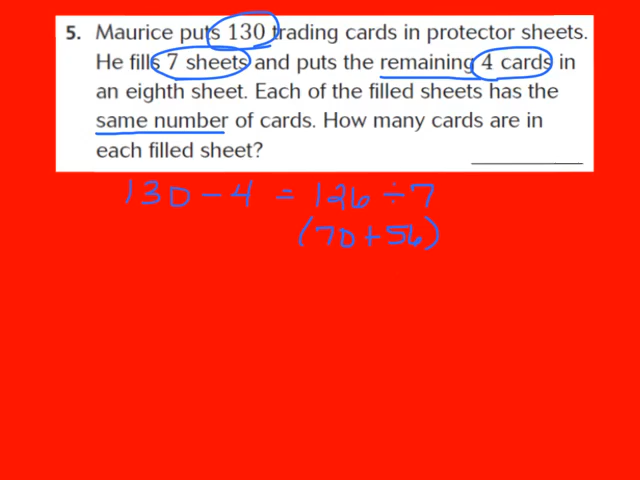 5. Maurice puts 130 trading cards in protector sheets.
He fills 7 sheets and puts the remaining 4 cards in
an eighth sheet. Each of the filled sheets has the
same number of cards. How many cards are in
each filled sheet?
130 - 4 = 126 ÷ 7
(70 + 56)